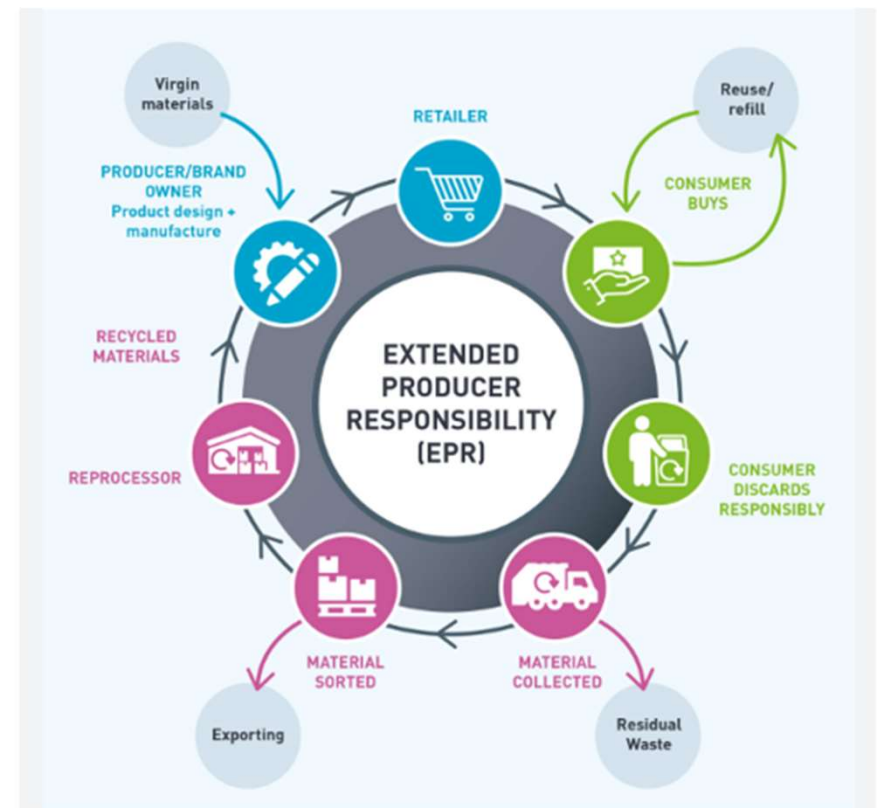 Virgin
materials
RETAILER
Reuse/
refill
PRODUCER/BRAND
OWNER
Product design +
manufacture
CONSUMER
BUYS
RECYCLED
MATERIALS
EXTENDED
PRODUCER
RESPONSIBILITY
(EPR)
REPROCESSOR
CONSUMER
DISCARDS
RESPONSIBLY
MATERIAL
SORTED
MATERIAL
COLLECTED
Exporting
Residual
Waste